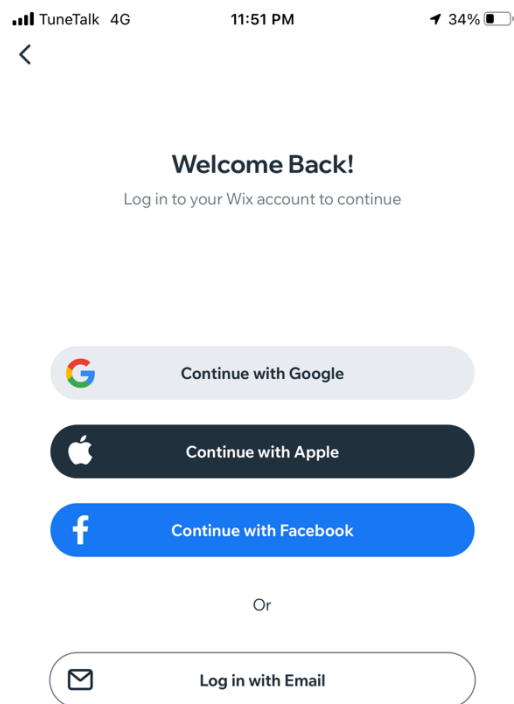 TuneTalk 4G 11:51 PM 34%
Welcome Back!
Log in to your Wix account to continue
Continue with Google
Continue with Apple
Continue with Facebook
Or
Log in with Email